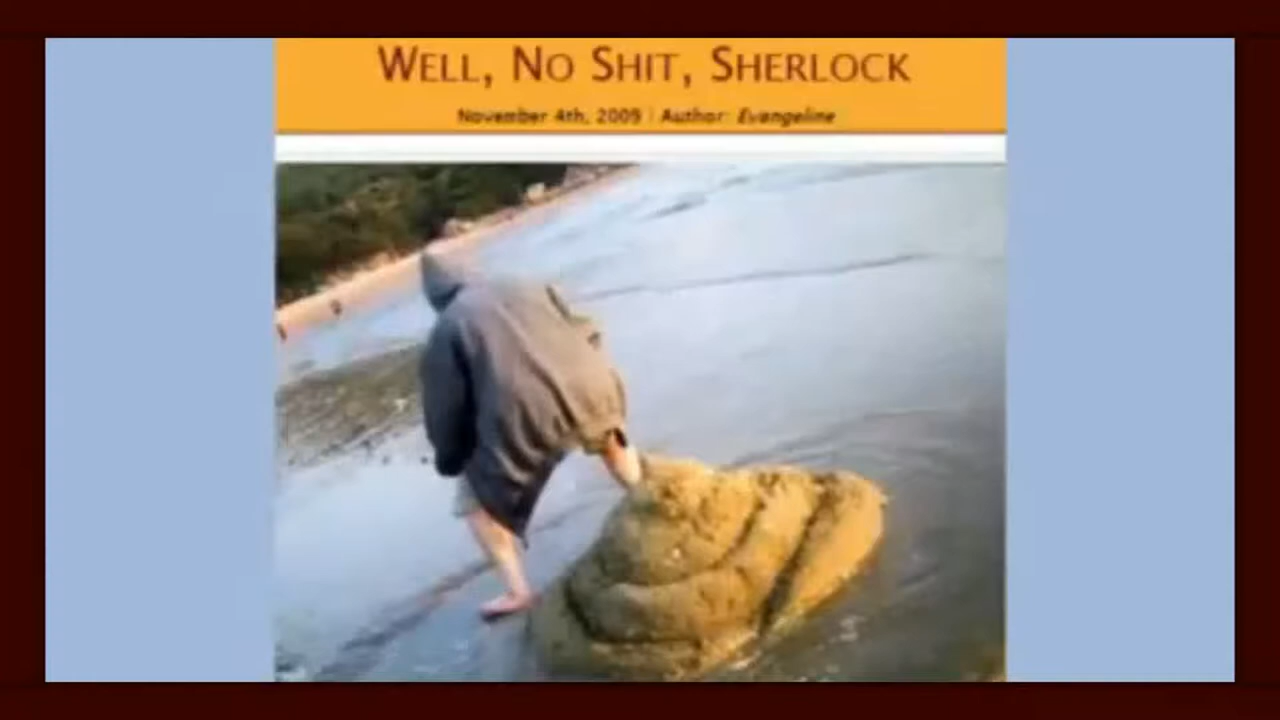 WELL, NO SHIT, SHERLOCK
November 4th, 2009 | Author: Evangeline